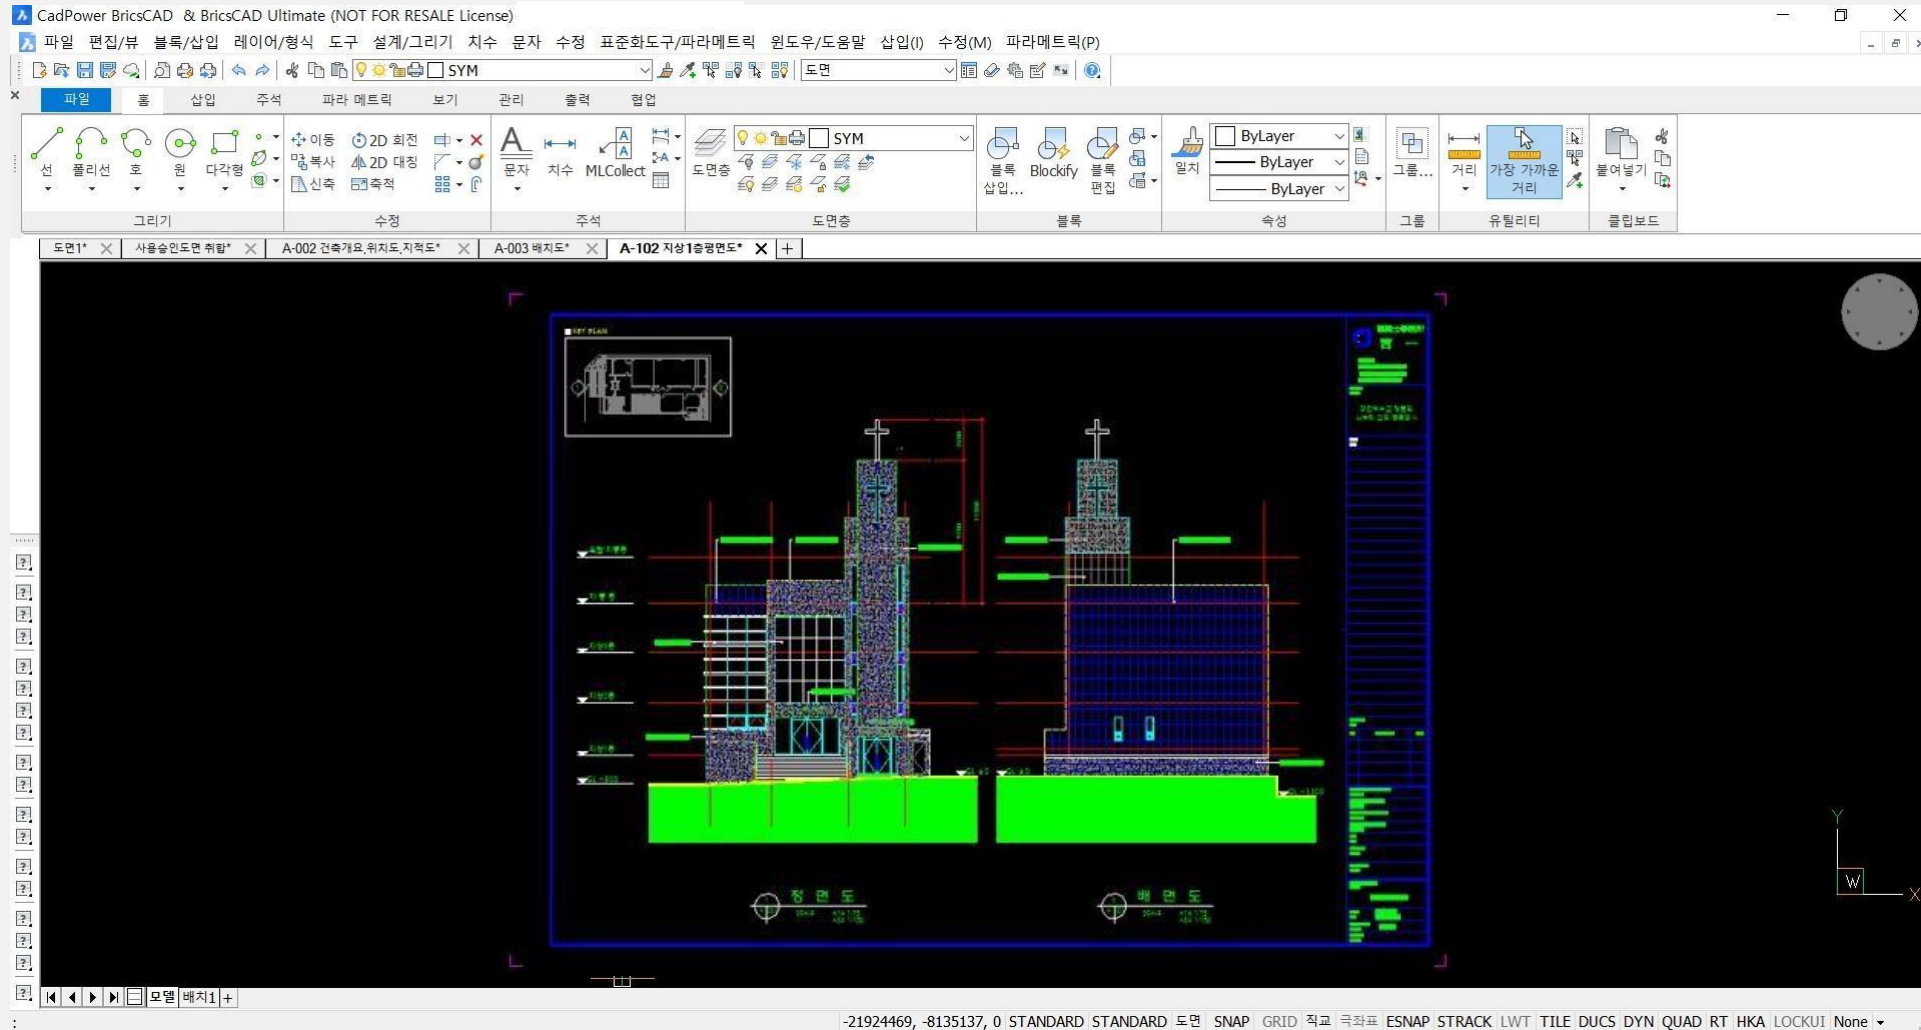 CadPower BricsCAD & BricsCAD Ultimate (NOT FOR RESALE License)
파일 편집/뷰 블록/삽입 레이어/형식 도구 설계/그리기 치수 문자 수정 표준화도구/파라메트릭 윈도우/도움말 삽입(I) 수정(M) 파라메트릭(P)
SYM 도면
파일 홈 삽입 주석 파라 메트릭 보기 관리 출력 협업
선 폴리선 호 원 다각형
이동 2D 회전
복사 2D 대칭
신축 축척
문자 치수 MLCollect
도면층 SYM
블록 삽입... Blockify 블록 편집
일치 ByLayer
ByLayer
ByLayer
그룹... 거리 가장 가까운 거리 붙여넣기
그리기 수정 주석 도면층 블록 속성 그룹 유틸리티 클립보드
도면1* 사용승인도면 취합* A-002 건축개요,위치도,지적도* A-003 배치도* A-102 지상1층평면도*
KEY PLAN
지붕층
정 면 도
배 면 도
Y
W
X
모델 배치1
: -21924469, -8135137, 0 STANDARD STANDARD 도면 SNAP GRID 직교 극좌표 ESNAP STRACK LWT TILE DUCS DYN QUAD RT HKA LOCKUI None